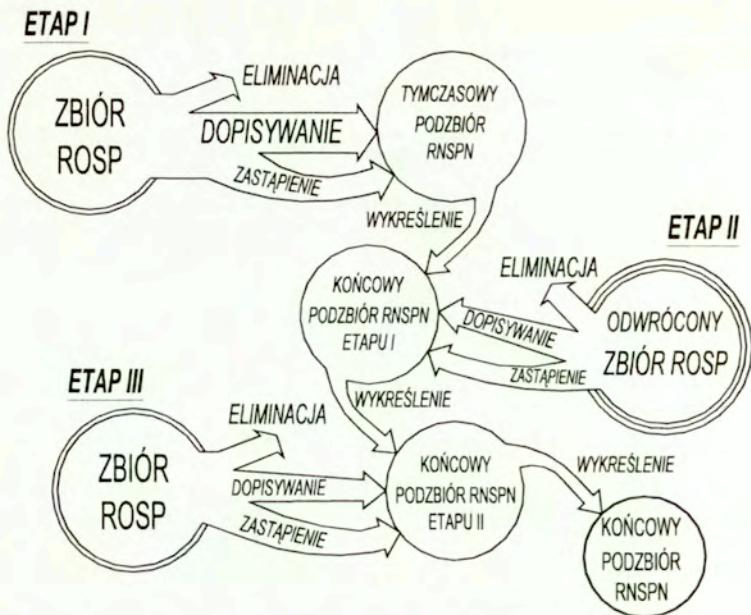 ETAP I
ZBIÓR
ROSP
ELIMINACJA
DOPISYWANIE
ZASTĄPIENIE
TYMCZASOWY
PODZBIÓR
RNSPN
WYKREŚLENIE
ETAP II
ELIMINACJA
ODWRÓCONY
ZBIÓR ROSP
DOPISYWANIE
ZASTĄPIENIE
KOŃCOWY
PODZBIÓR RNSPN
ETAPU I
WYKREŚLENIE
ETAP III
ZBIÓR
ROSP
ELIMINACJA
DOPISYWANIE
ZASTĄPIENIE
KOŃCOWY
PODZBIÓR RNSPN
ETAPU II
WYKREŚLENIE
KOŃCOWY
PODZBIÓR
RNSPN